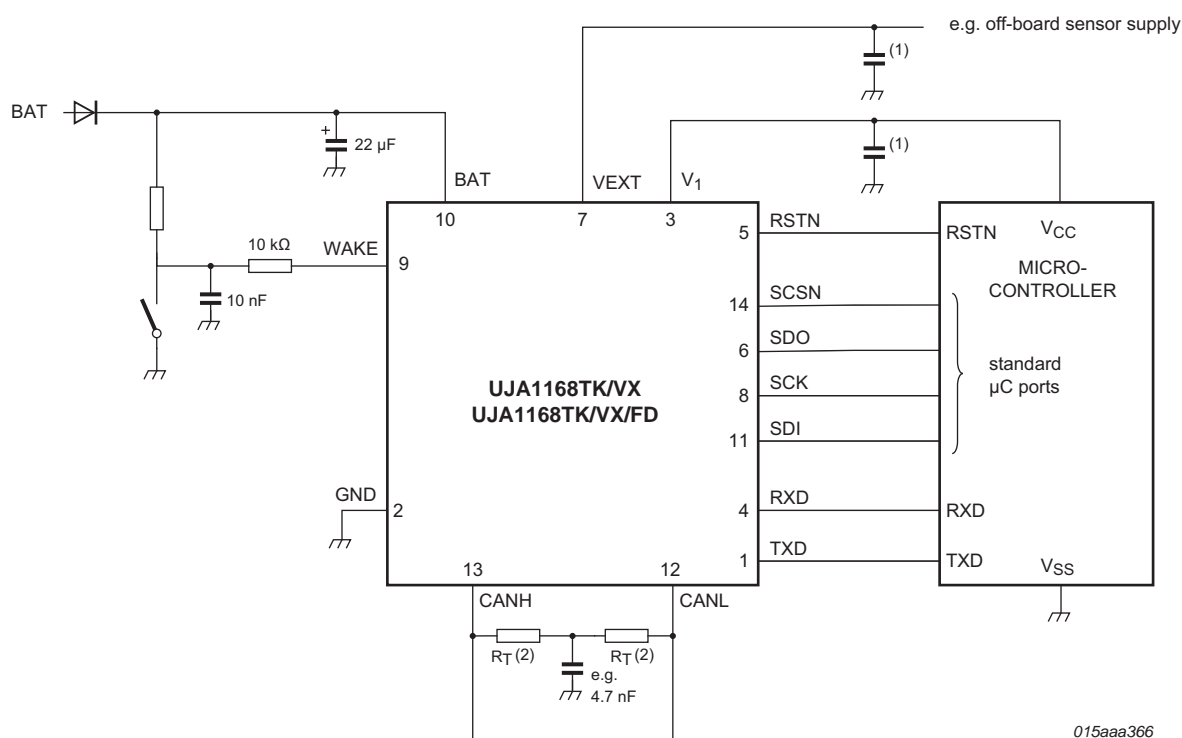 e.g. off-board sensor supply
(1)
BAT
+
22 µF
(1)
BAT
VEXT
V1
10
7
3
10 kΩ
WAKE
9
10 nF
5
RSTN
RSTN
VCC
MICRO-
CONTROLLER
14
SCSN
6
SDO
8
SCK
11
SDI
standard
µC ports
UJA1168TK/VX
UJA1168TK/VX/FD
GND
2
4
RXD
RXD
1
TXD
TXD
VSS
13
12
CANH
CANL
RT(2)
RT(2)
e.g.
4.7 nF
015aaa366